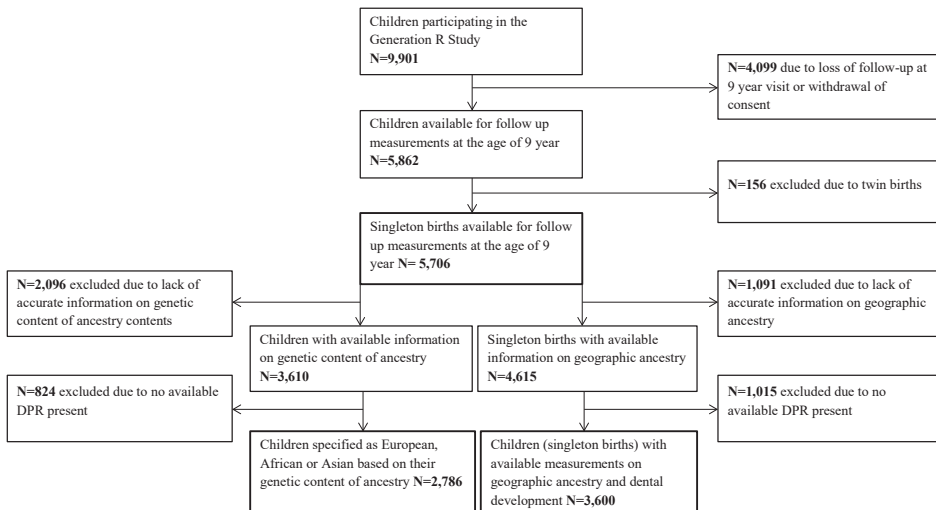 Children participating in the
Generation R Study
N=9,901
N=4,099 due to loss of follow-up at
9 year visit or withdrawal of
consent
Children available for follow up
measurements at the age of 9 year
N=5,862
N=156 excluded due to twin births
Singleton births available for follow
up measurements at the age of 9
year N= 5,706
N=2,096 excluded due to lack of
accurate information on genetic
content of ancestry contents
N=1,091 excluded due to lack of
accurate information on geographic
ancestry
Children with available information
on genetic content of ancestry
N=3,610
Singleton births with available
information on geographic ancestry
N=4,615
N=824 excluded due to no available
DPR present
N=1,015 excluded due to no
available DPR present
Children specified as European,
African or Asian based on their
genetic content of ancestry N=2,786
Children (singleton births) with
available measurements on
geographic ancestry and dental
development N=3,600